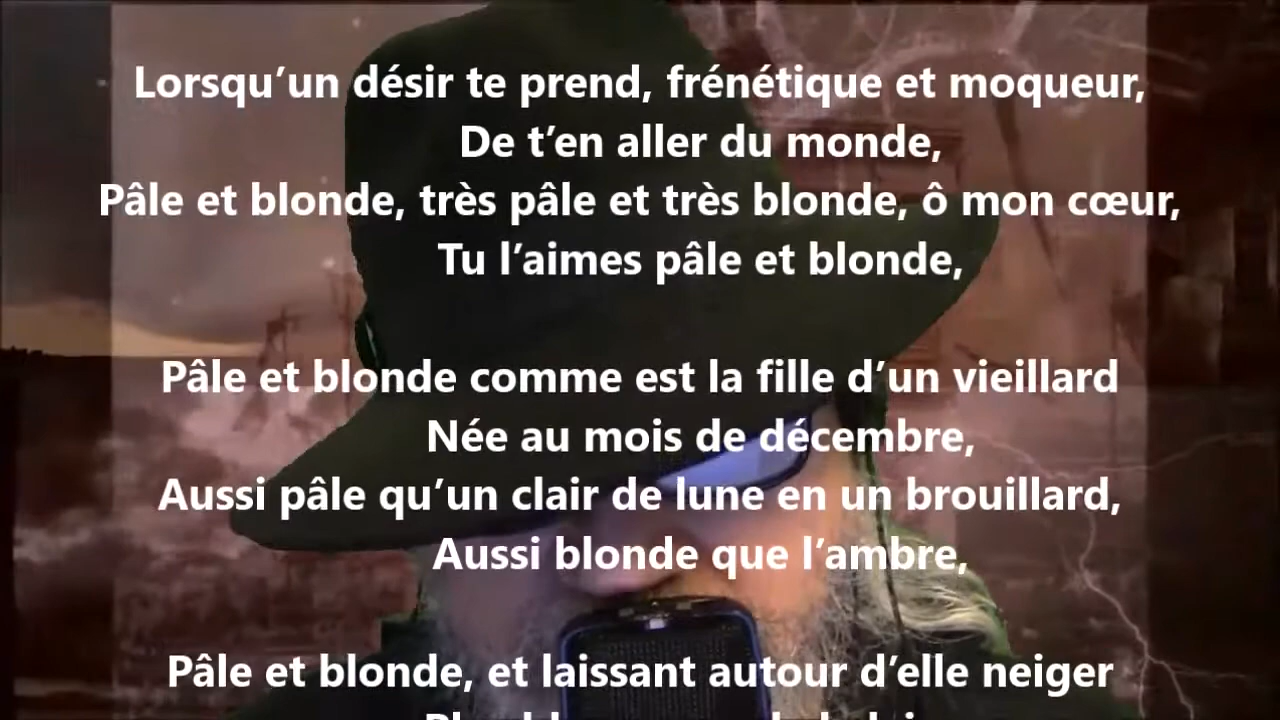 Lorsqu’un désir te prend, frénétique et moqueur,
De t’en aller du monde,
Pâle et blonde, très pâle et très blonde, ô mon cœur,
Tu l’aimes pâle et blonde,
Pâle et blonde comme est la fille d’un vieillard
Née au mois de décembre,
Aussi pâle qu’un clair de lune en un brouillard,
Aussi blonde que l’ambre,
Pâle et blonde, et laissant autour d’elle neiger